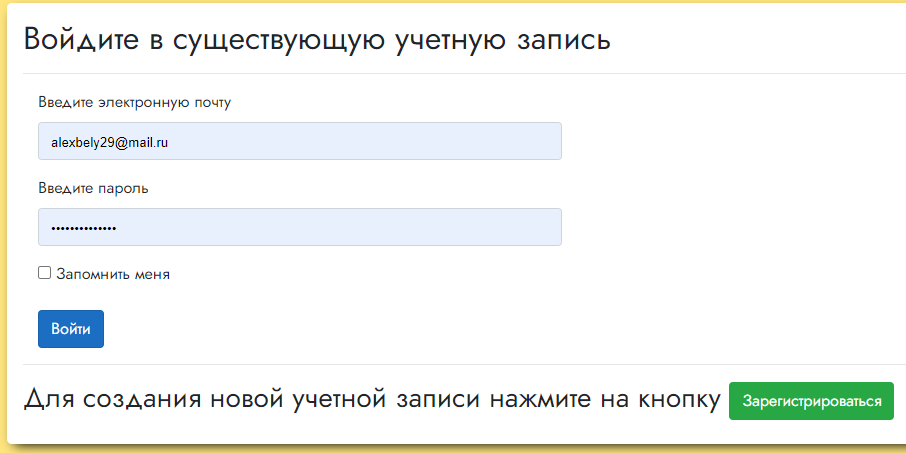 Войдите в существующую учетную запись
Введите электронную почту
alexbely29@mail.ru
Введите пароль
••••••••••••••
Запомнить меня
Войти
Для создания новой учетной записи нажмите на кнопку Зарегистрироваться